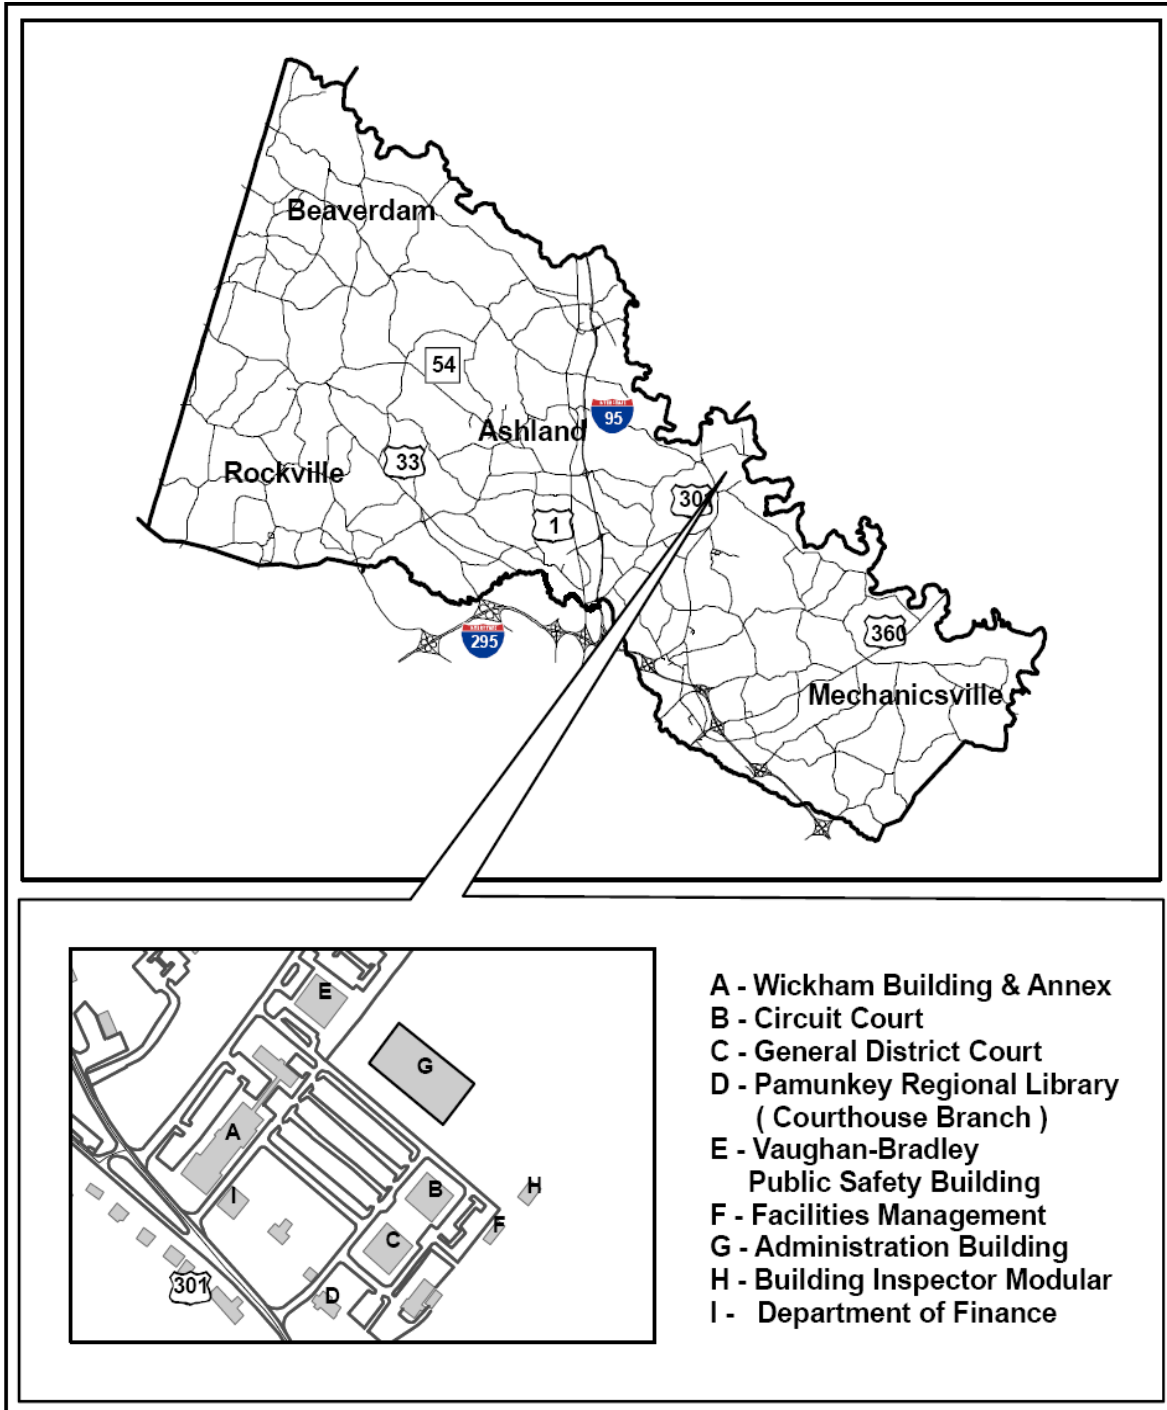 Beaverdam
54
INTERSTATE
95
Ashland
33
Rockville
301
1
INTERSTATE
295
360
Mechanicsville
E
G
A
B
H
I
F
C
301
D
A - Wickham Building & Annex
B - Circuit Court
C - General District Court
D - Pamunkey Regional Library
( Courthouse Branch )
E - Vaughan-Bradley
Public Safety Building
F - Facilities Management
G - Administration Building
H - Building Inspector Modular
I - Department of Finance